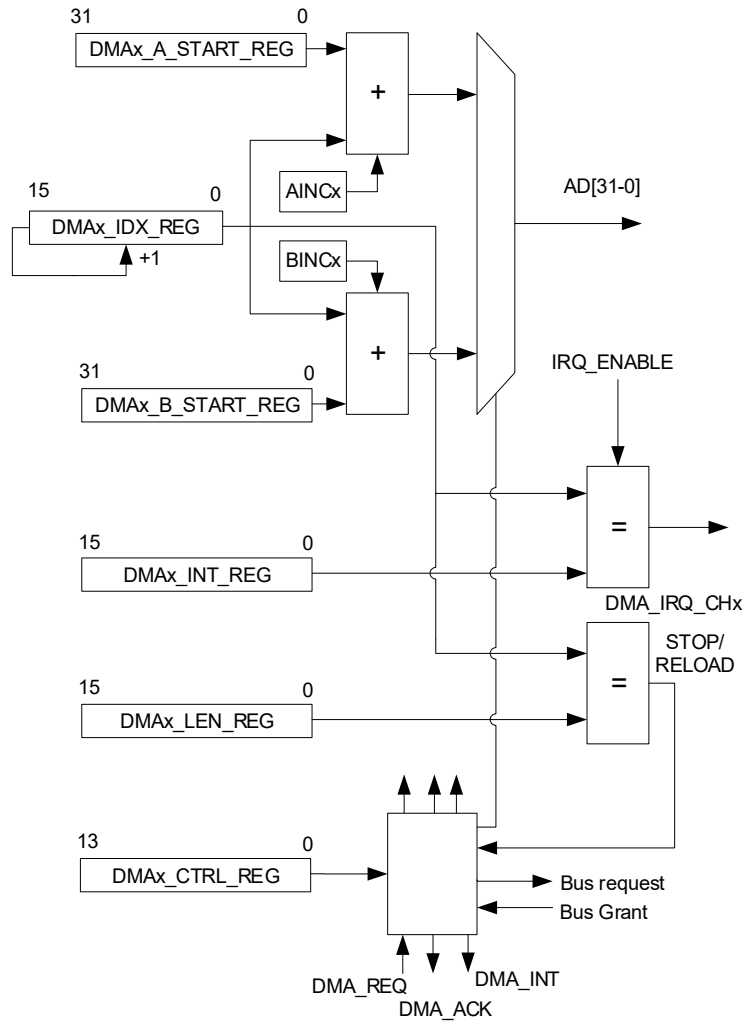 31 0
DMAx_A_START_REG
+
AINCx
15 0
DMAx_IDX_REG
+1
AD[31-0]
BINCx
+
31 0
DMAx_B_START_REG
IRQ_ENABLE
=
15 0
DMAx_INT_REG
DMA_IRQ_CHx
STOP/
RELOAD
=
15 0
DMAx_LEN_REG
13 0
DMAx_CTRL_REG
Bus request
Bus Grant
DMA_REQ
DMA_INT
DMA_ACK